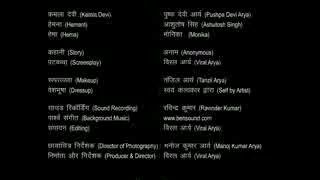 कमला देवी (Kamla Devi) पुष्पा देवी आर्य (Pushpa Devi Arya)
हेमन्त (Hemant) आशुतोष सिंह (Ashutosh Singh)
हेमा (Hema) मोनिका (Monika)
कहानी (Story) अनाम (Anonymous)
पटकथा (Screesplay) विरल आर्य (Viral Arya)
रूपसज्जा (Makeup) तंजिल आर्य (Tanzil Arya)
वेशभूषा (Dressup) स्वयं कलाकार द्वारा (Self by Artist)
साउण्ड रिकॉर्डिंग (Sound Recording) रविन्द्र कुमार (Ravinder Kumar)
पार्श्व संगीत (Background Music) www.bensound.com
संपादन (Editing) विरल आर्य (Viral Arya)
छायाचित्र निर्देशक (Director of Photography) मनोज कुमार आर्य (Manoj Kumar Arya)
निर्माता और निर्देशक (Producer & Director) विरल आर्य (Viral Arya)